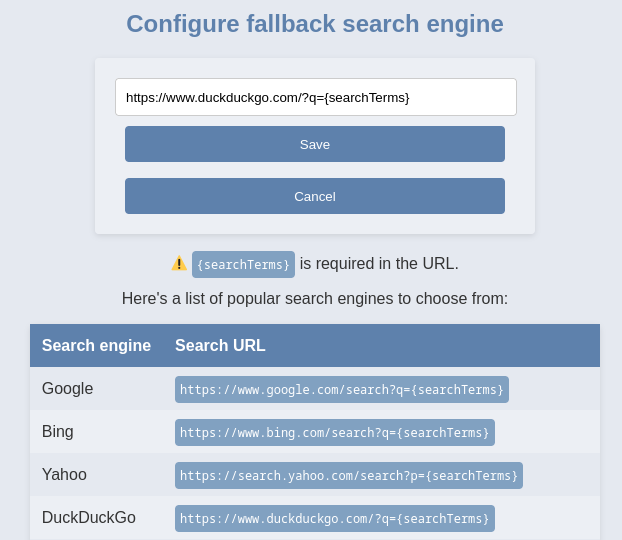 Configure fallback search engine
https://www.duckduckgo.com/?q={searchTerms}
Save
Cancel
⚠️ {searchTerms} is required in the URL.
Here's a list of popular search engines to choose from:
Search engine Search URL
Google https://www.google.com/search?q={searchTerms}
Bing https://www.bing.com/search?q={searchTerms}
Yahoo https://search.yahoo.com/search?p={searchTerms}
DuckDuckGo https://www.duckduckgo.com/?q={searchTerms}